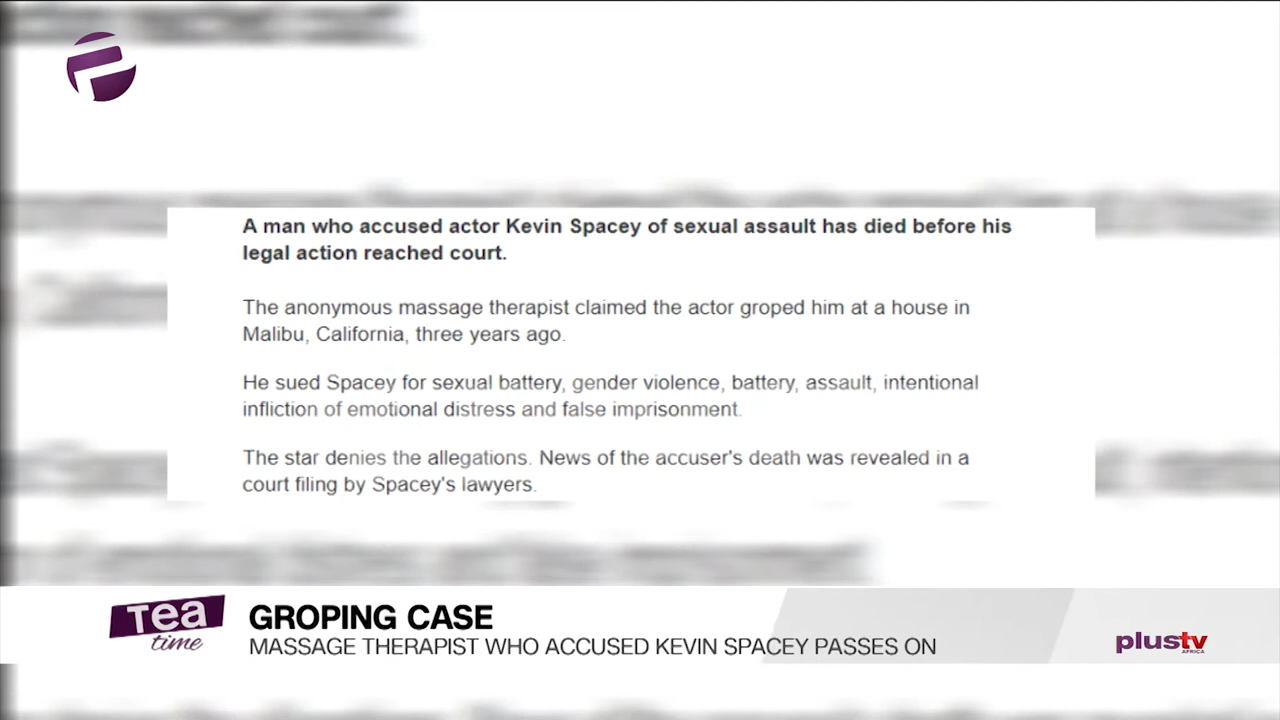 A man who accused actor Kevin Spacey of sexual assault has died before his
legal action reached court.
The anonymous massage therapist claimed the actor groped him at a house in
Malibu, California, three years ago.
He sued Spacey for sexual battery, gender violence, battery, assault, intentional
infliction of emotional distress and false imprisonment.
The star denies the allegations. News of the accuser's death was revealed in a
court filing by Spacey's lawyers.
Tea
time
GROPING CASE
MASSAGE THERAPIST WHO ACCUSED KEVIN SPACEY PASSES ON
plustv
AFRICA